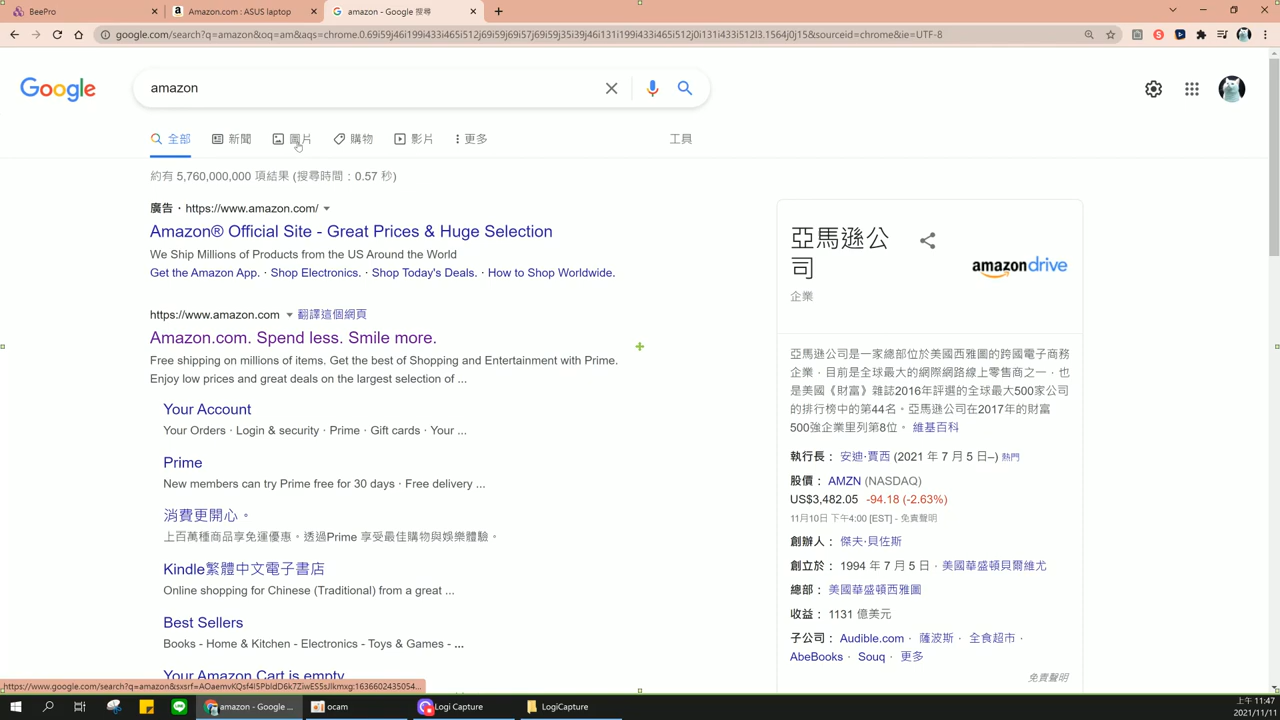 BeePro
Amazon.com : ASUS laptop
amazon - Google 搜尋
google.com/search?q=amazon&oq=am&aqs=chrome.0.69i59j46i199i433i465i512j69i59j69i57j69i59j35i39j46i131i199i433i465i512j0i131i433i512l3.1564j0j15&sourceid=chrome&ie=UTF-8
Google
amazon
全部 新聞 圖片 購物 影片 更多 工具
約有 5,760,000,000 項結果 (搜尋時間：0.57 秒)
廣告・https://www.amazon.com/
Amazon® Official Site - Great Prices & Huge Selection
We Ship Millions of Products from the US Around the World
Get the Amazon App. · Shop Electronics. · Shop Today's Deals. · How to Shop Worldwide.
https://www.amazon.com 翻譯這個網頁
Amazon.com. Spend less. Smile more.
Free shipping on millions of items. Get the best of Shopping and Entertainment with Prime.
Enjoy low prices and great deals on the largest selection of ...
Your Account
Your Orders · Login & security · Prime · Gift cards · Your ...
Prime
New members can try Prime free for 30 days · Free delivery ...
消費更開心。
上百萬種商品享免運優惠。透過Prime 享受最佳購物與娛樂體驗。
Kindle繁體中文電子書店
Online shopping for Chinese (Traditional) from a great ...
Best Sellers
Books - Home & Kitchen - Electronics - Toys & Games - ...
Your Amazon Cart is empty
亞馬遜公
司
企業
amazondrive
亞馬遜公司是一家總部位於美國西雅圖的跨國電子商務
企業，目前是全球最大的網際網路線上零售商之一，也
是美國《財富》雜誌2016年評選的全球最大500家公司
的排行榜中的第44名。亞馬遜公司在2017年的財富
500強企業里列第8位。 維基百科
執行長： 安迪·賈西 (2021 年 7 月 5 日–) 熱門
股價： AMZN (NASDAQ)
US$3,482.05 -94.18 (-2.63%)
11月10日 下午4:00 [EST] - 免責聲明
創辦人： 傑夫·貝佐斯
創立於： 1994 年 7 月 5 日，美國華盛頓貝爾維尤
總部： 美國華盛頓西雅圖
收益： 1131 億美元
子公司： Audible.com、 薩波斯、 全食超市、
AbeBooks、 Souq、 更多
免責聲明
amazon - Google ...
ocam
Logi Capture
LogiCapture
上午 11:47
2021/11/11